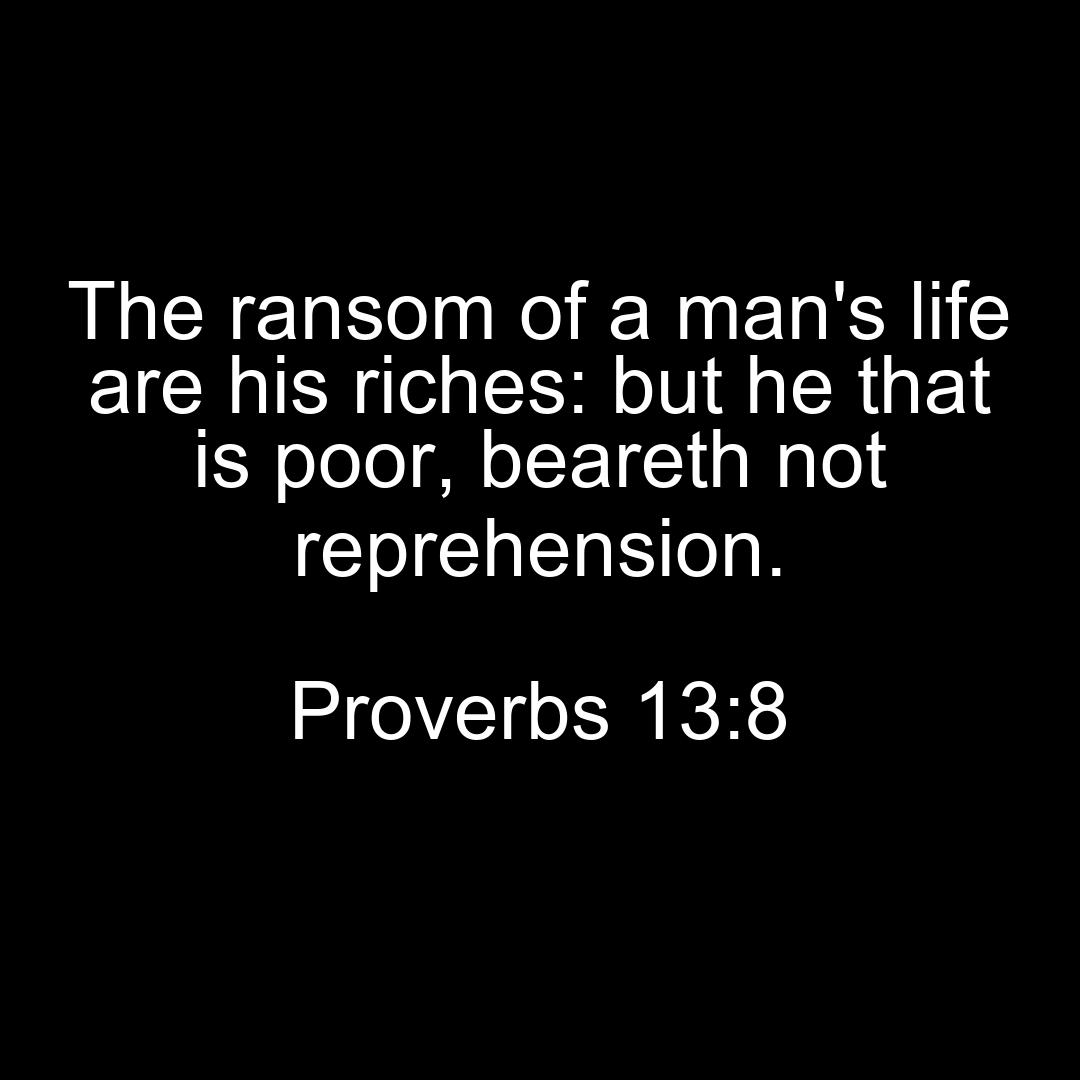 The ransom of a man's life
are his riches: but he that
is poor, beareth not
reprehension.
Proverbs 13:8